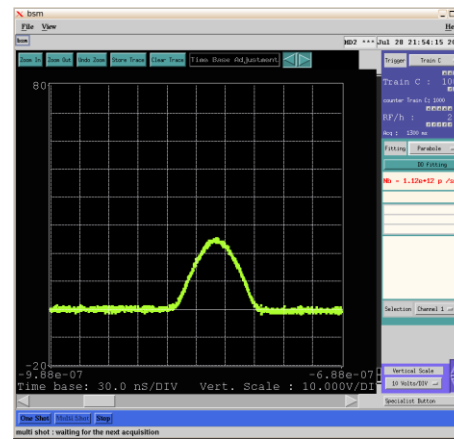 bsm
File View
bsm
HD2 *** Jul 28 21:54:15
Zoom In Zoom Out Undo Zoom Store Trace Clear Trace Time Base Adjustment
Trigger Train C
Train C :
counter Train C: 1000
RF/h :
Acq : 1300 ms
Fitting Parabole
DD Fitting
Nb = 1.12e+12 p /
80
-20
-9.88e-07 -6.88e-07
Time base: 30.0 nS/DIV Vert. Scale : 10.000V/DI
Selection Channel 1
Vertical Scale
10 Volts/DIV
Specialist Button
One Shot Multi Shot Stop
multi shot : waiting for the next acquisition